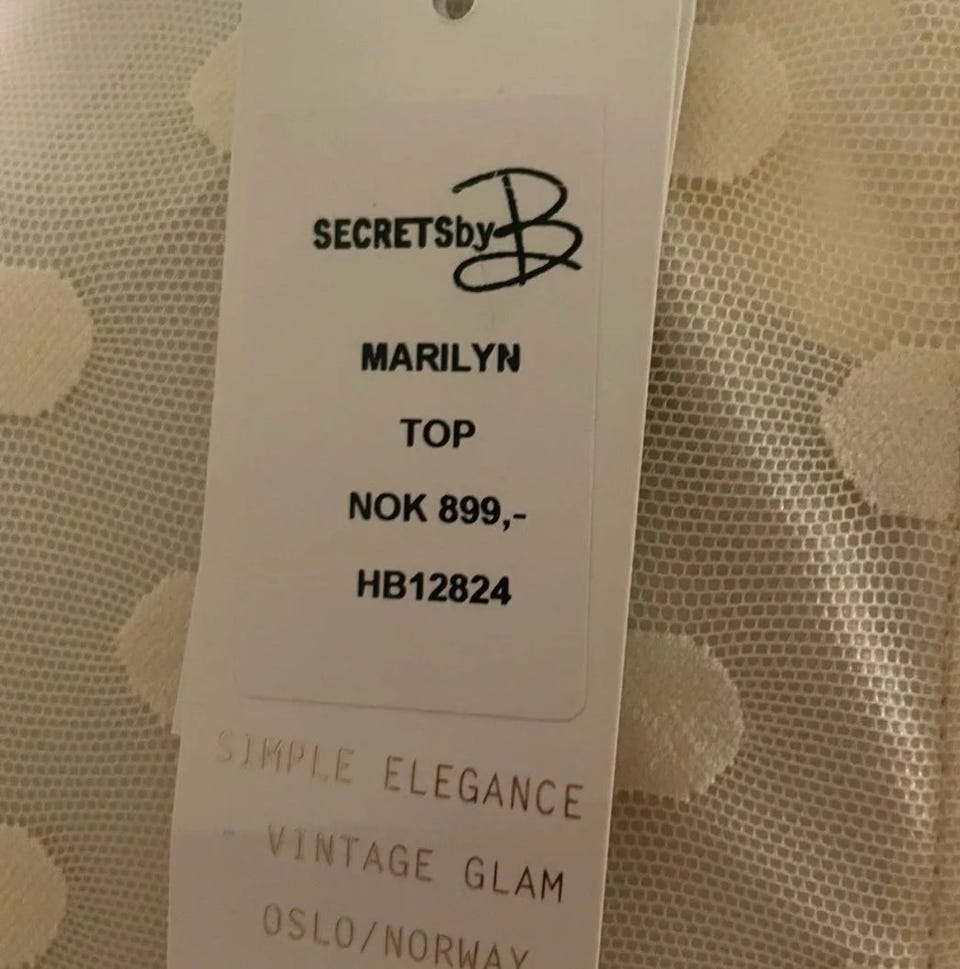 SECRETSbyB
MARILYN
TOP
NOK 899,-
HB12824
SIMPLE ELEGANCE
- VINTAGE GLAM
OSLO/NORWAY